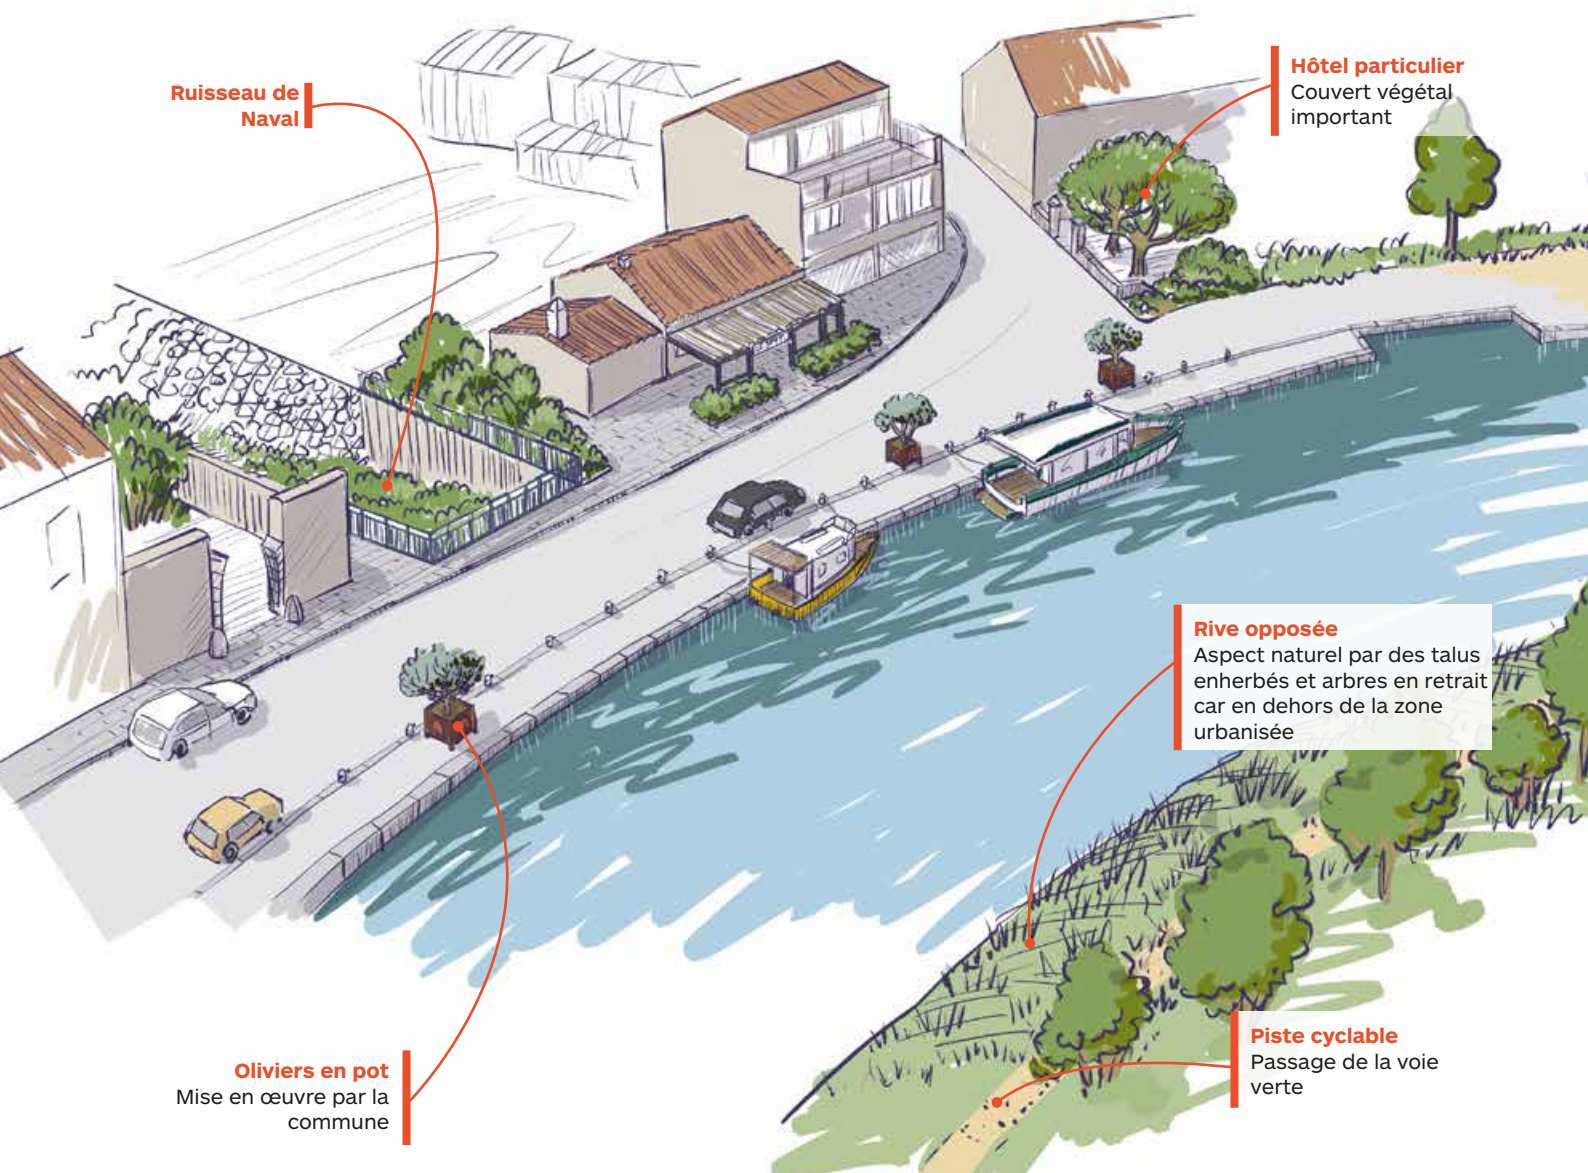 Ruisseau de
Naval
Hôtel particulier
Couvert végétal
important
Rive opposée
Aspect naturel par des talus
enherbés et arbres en retrait
car en dehors de la zone
urbanisée
Oliviers en pot
Mise en œuvre par la
commune
Piste cyclable
Passage de la voie
verte